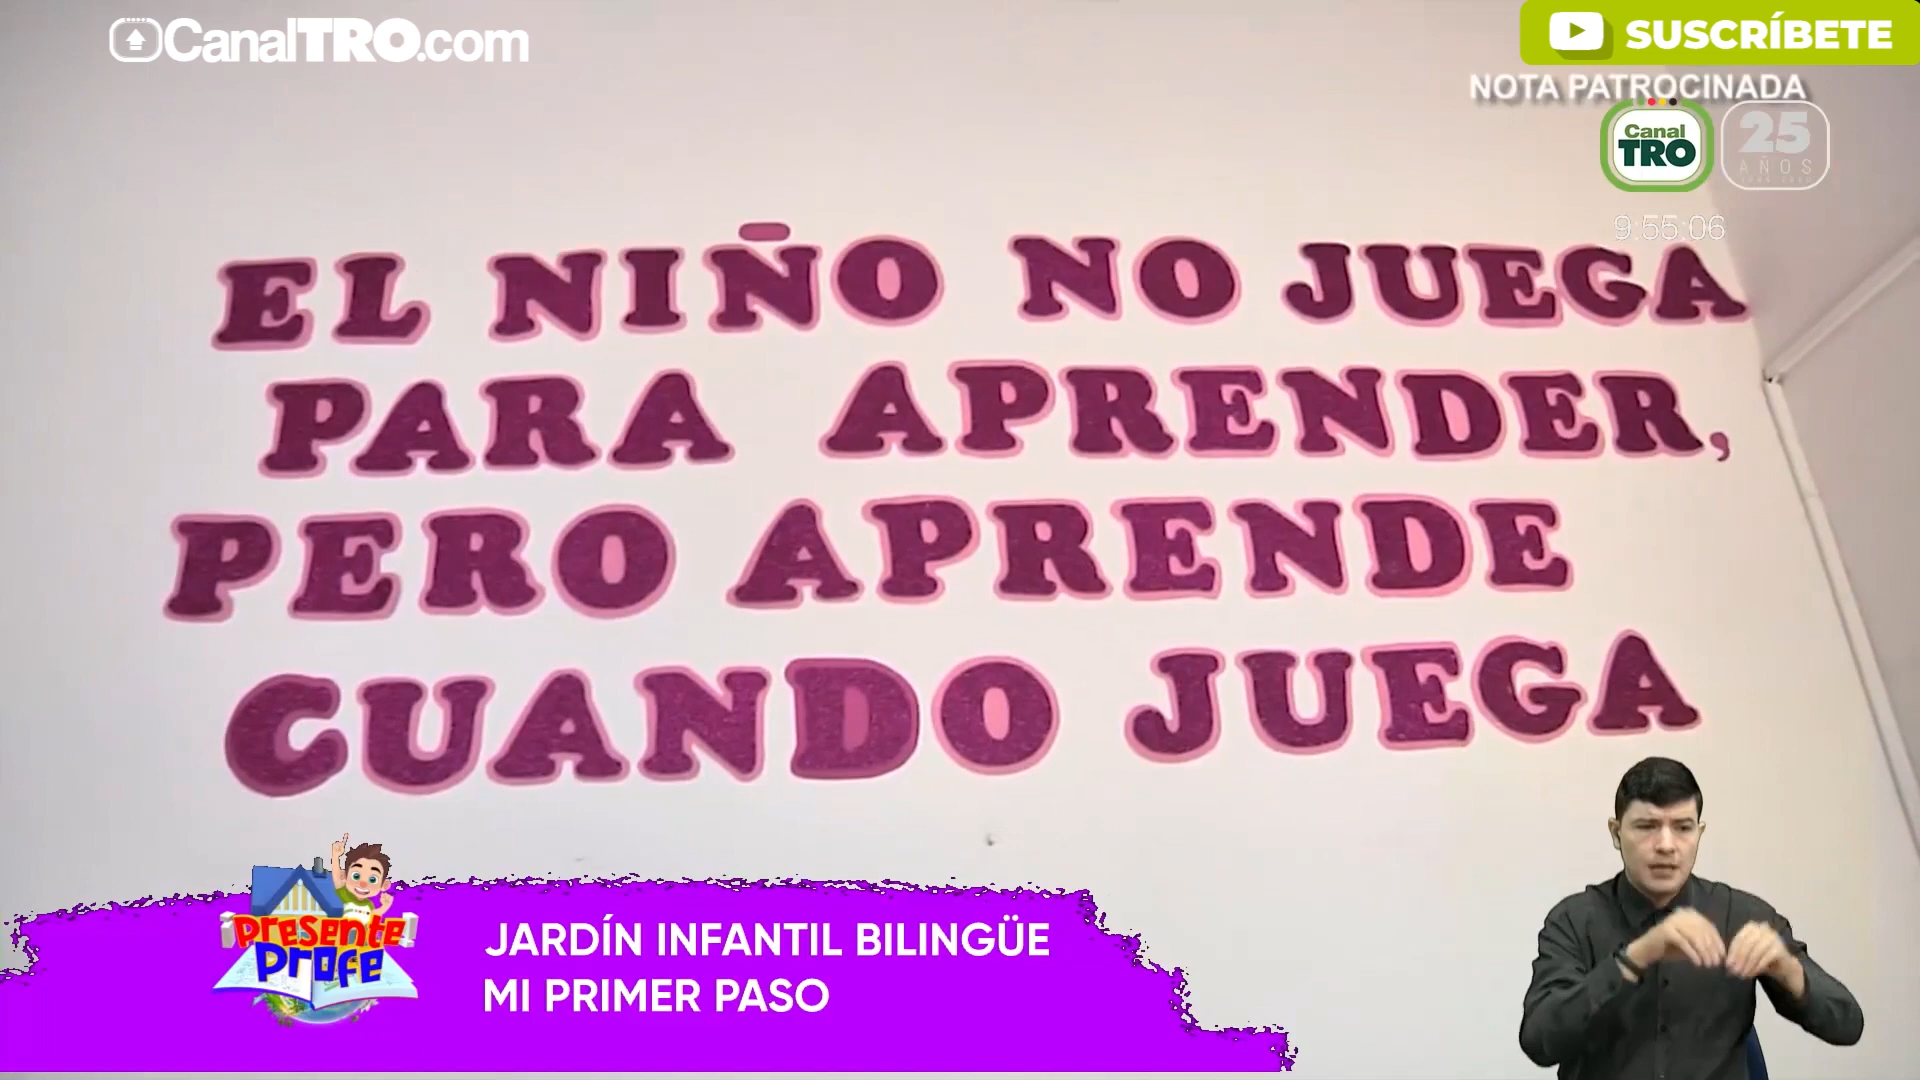 CanalTRO.com
SUSCRÍBETE
NOTA PATROCINADA
Canal
TRO
25
AÑOS
9:55:06
EL NIÑO NO JUEGA
PARA APRENDER,
PERO APRENDE
CUANDO JUEGA
Presente
Profe
JARDÍN INFANTIL BILINGÜE
MI PRIMER PASO